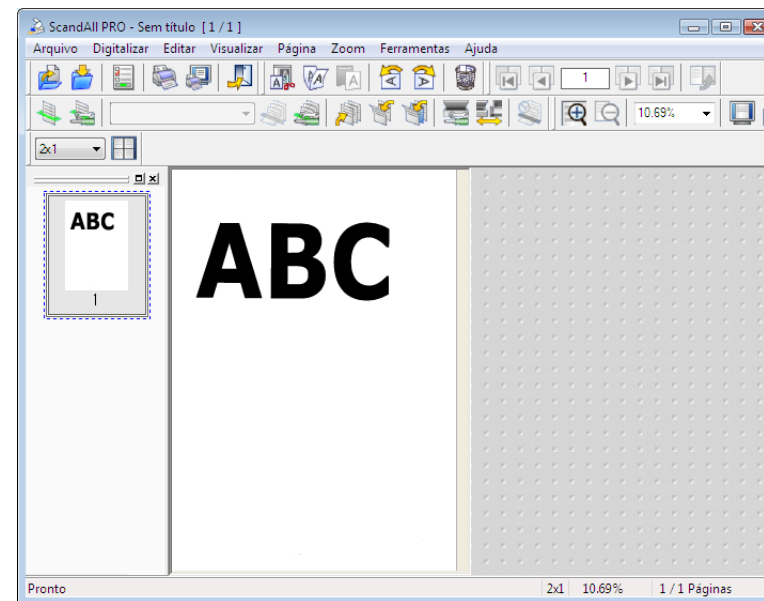 ScandAll PRO - Sem título [ 1 / 1 ]
Arquivo Digitalizar Editar Visualizar Página Zoom Ferramentas Ajuda
1
10.69%
2x1
ABC
1
ABC
Pronto 2x1 10.69% 1 / 1 Páginas